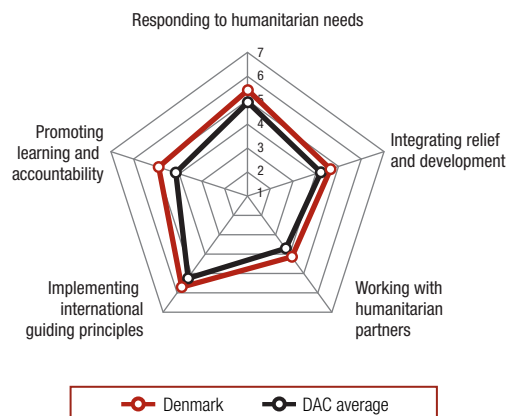 Responding to humanitarian needs
7
6
5
4
3
2
1
Promoting
learning and
accountability
Integrating relief
and development
Implementing
international
guiding principles
Working with
humanitarian
partners
Denmark
DAC average